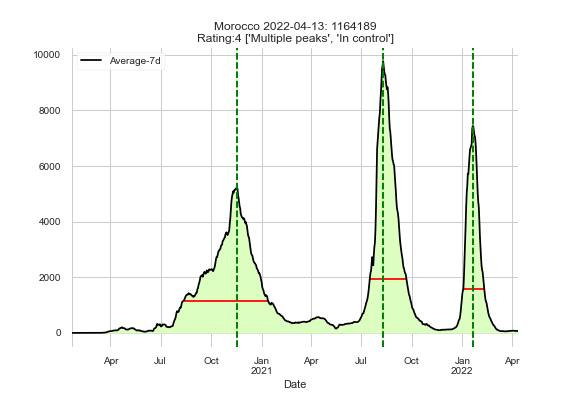 Morocco 2022-04-13: 1164189
Rating:4 ['Multiple peaks', 'In control']
Average-7d
10000
8000
6000
4000
2000
0
Apr
Jul
Oct
Jan
2021
Apr
Jul
Oct
Jan
2022
Apr
Date